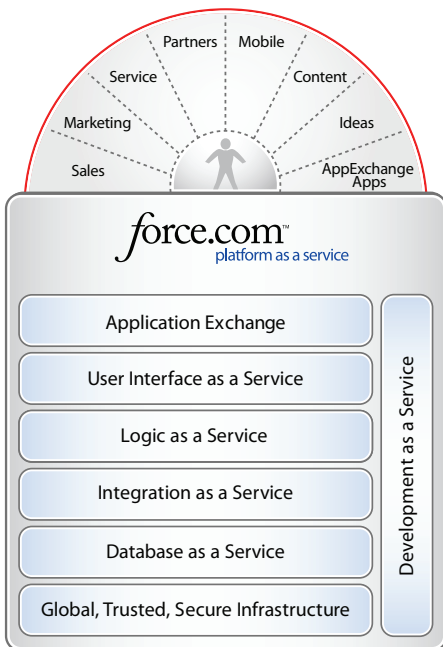 Partners
Mobile
Service
Content
Marketing
Ideas
Sales
AppExchange
Apps
force.com™
platform as a service
Application Exchange
User Interface as a Service
Logic as a Service
Integration as a Service
Database as a Service
Global, Trusted, Secure Infrastructure
Development as a Service